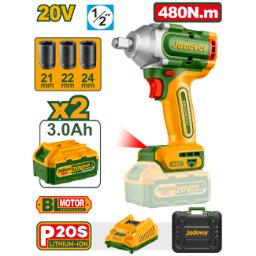 20V
1/2"
480N.m
Jadever
21 mm
22 mm
24 mm
x2
3.0Ah
20V
BL MOTOR
P20S
LITHIUM-ION
Jadever